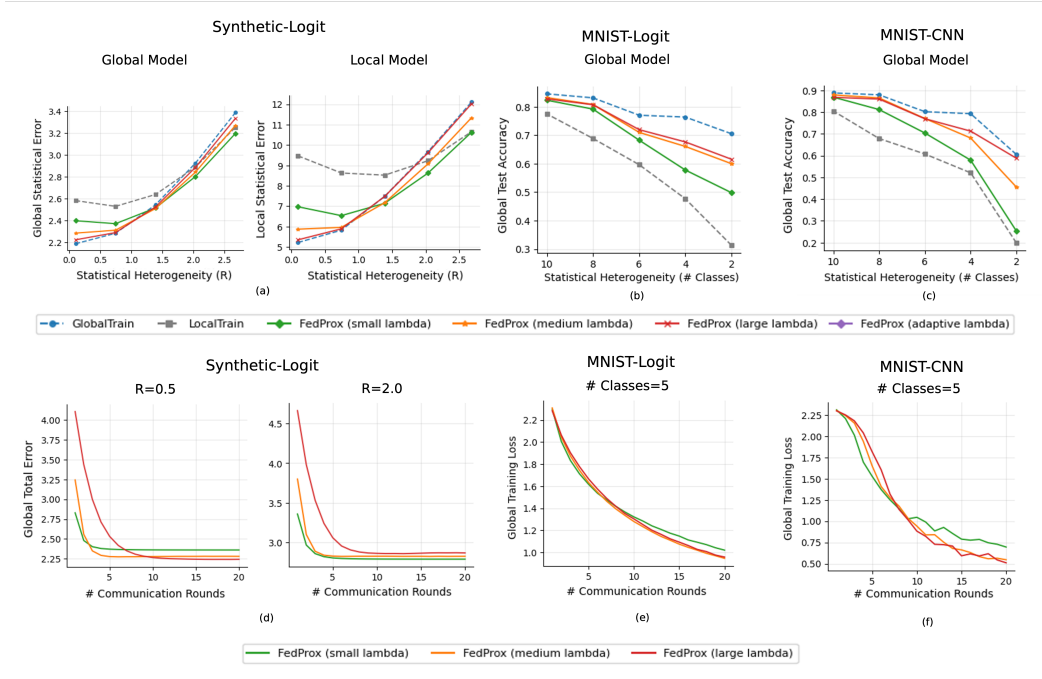 Synthetic-Logit
Global Model
Local Model
Global Statistical Error
3.4
3.2
3.0
2.8
2.6
2.4
2.2
0.0 0.5 1.0 1.5 2.0 2.5
Statistical Heterogeneity (R)
Local Statistical Error
12
11
10
9
8
7
6
5
0.0 0.5 1.0 1.5 2.0 2.5
Statistical Heterogeneity (R)
(a)
MNIST-Logit
Global Model
Global Test Accuracy
0.8
0.7
0.6
0.5
0.4
0.3
10 8 6 4 2
Statistical Heterogeneity (# Classes)
(b)
MNIST-CNN
Global Model
Global Test Accuracy
0.9
0.8
0.7
0.6
0.5
0.4
0.3
0.2
10 8 6 4 2
Statistical Heterogeneity (# Classes)
(c)
GlobalTrain LocalTrain FedProx (small lambda) FedProx (medium lambda) FedProx (large lambda) FedProx (adaptive lambda)
Synthetic-Logit
R=0.5
R=2.0
Global Total Error
4.00
3.75
3.50
3.25
3.00
2.75
2.50
2.25
5 10 15 20
# Communication Rounds
4.5
4.0
3.5
3.0
5 10 15 20
# Communication Rounds
(d)
MNIST-Logit
# Classes=5
Global Training Loss
2.2
2.0
1.8
1.6
1.4
1.2
1.0
5 10 15 20
# Communication Rounds
(e)
MNIST-CNN
# Classes=5
Global Training Loss
2.25
2.00
1.75
1.50
1.25
1.00
0.75
0.50
5 10 15 20
# Communication Rounds
(f)
FedProx (small lambda) FedProx (medium lambda) FedProx (large lambda)